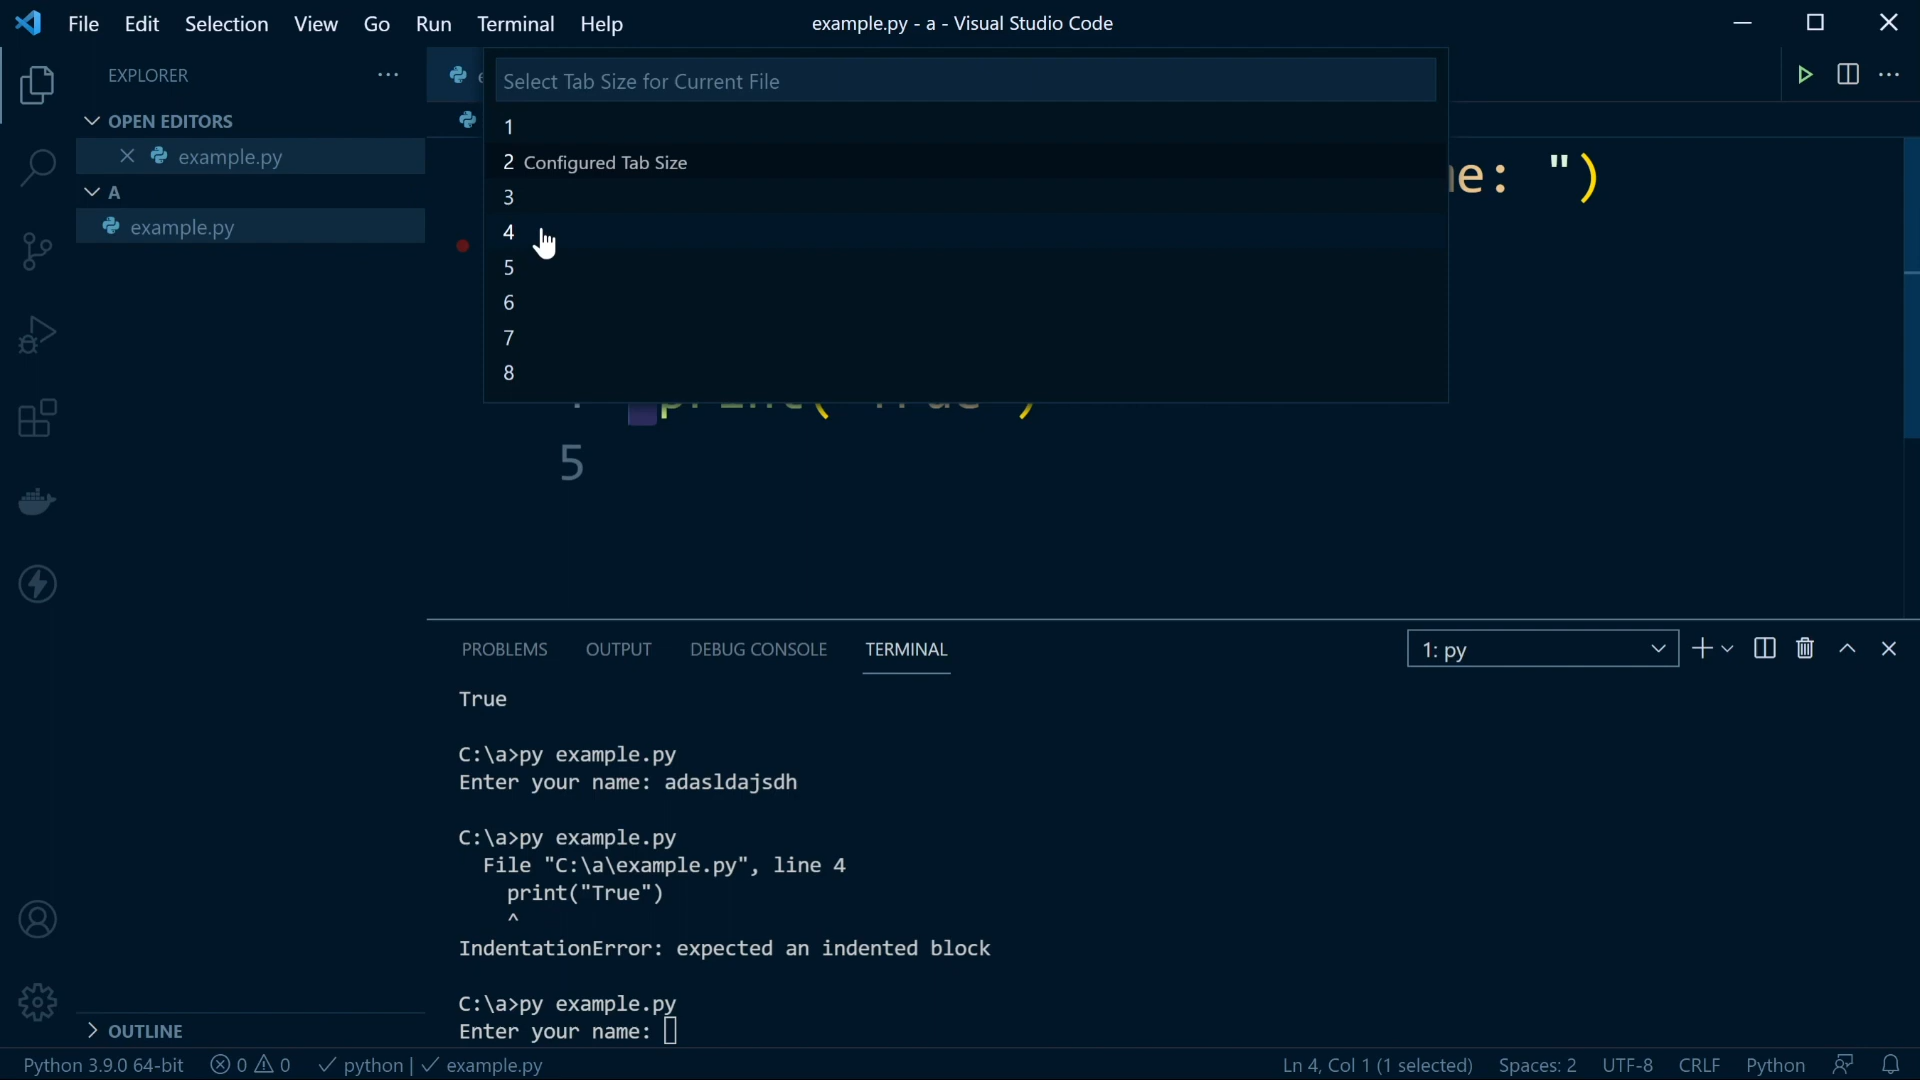 File Edit Selection View Go Run Terminal Help
example.py - a - Visual Studio Code
EXPLORER
OPEN EDITORS
example.py
A
example.py
OUTLINE
Select Tab Size for Current File
1
2 Configured Tab Size
3
4
5
6
7
8
e: ")
5
PROBLEMS OUTPUT DEBUG CONSOLE TERMINAL
1: py
True
C:\a>py example.py
Enter your name: adasldajsdh
C:\a>py example.py
File "C:\a\example.py", line 4
print("True")
^
IndentationError: expected an indented block
C:\a>py example.py
Enter your name:
Python 3.9.0 64-bit 0 0 python | example.py Ln 4, Col 1 (1 selected) Spaces: 2 UTF-8 CRLF Python